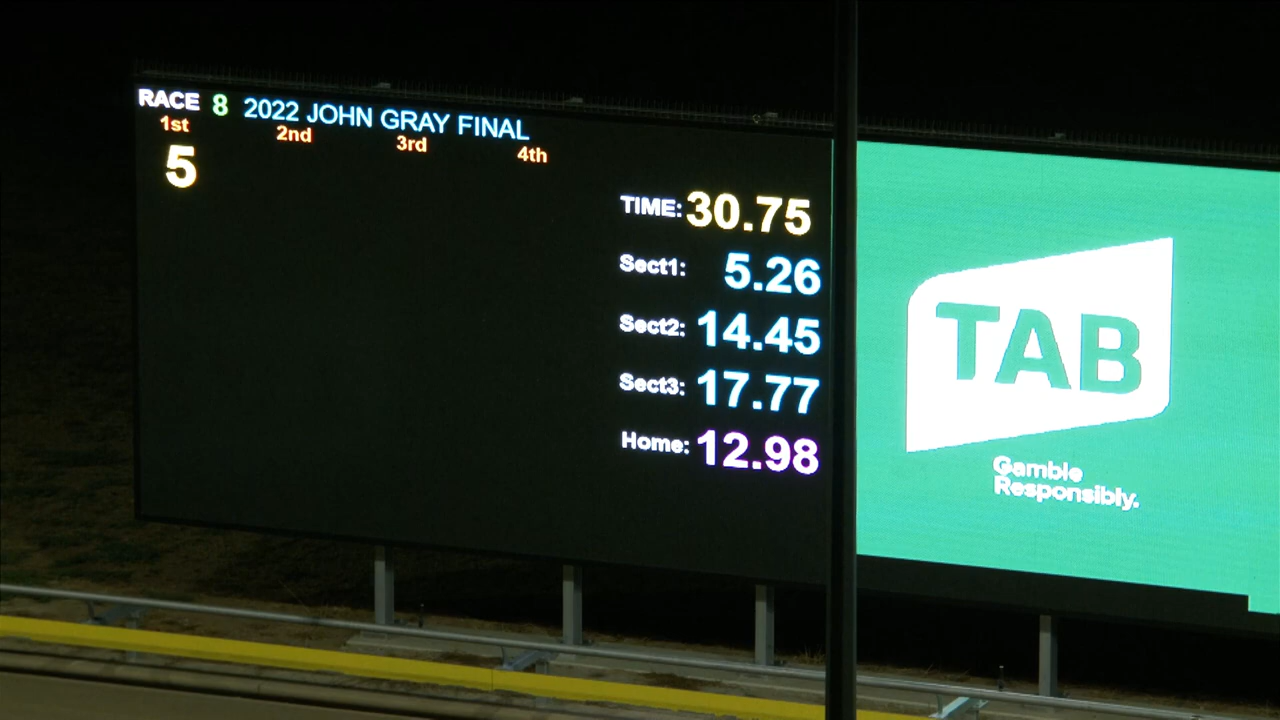 RACE 8 2022 JOHN GRAY FINAL
1st 2nd 3rd 4th
5
TIME: 30.75
Sect1: 5.26
Sect2: 14.45
Sect3: 17.77
Home: 12.98
TAB
Gamble
Responsibly.